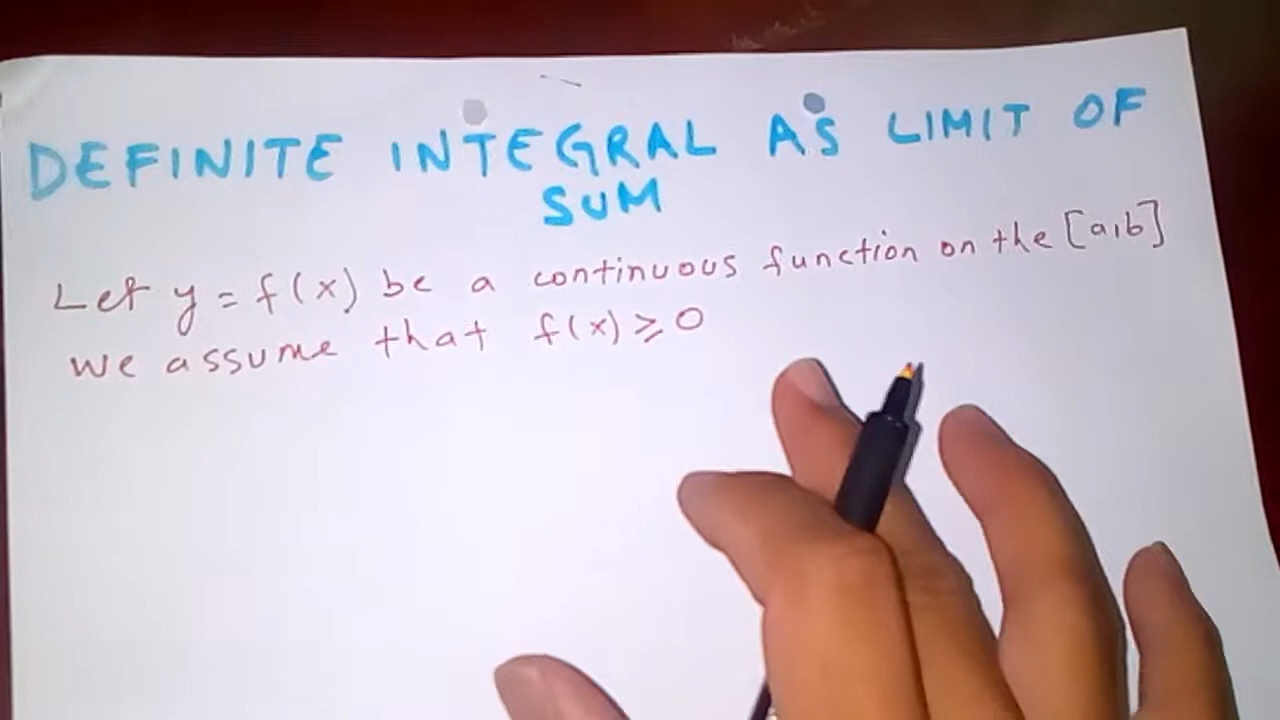 DEFINITE INTEGRAL AS LIMIT OF
SUM
Let y = f(x) be a continuous function on the [a,b]
we assume that f(x) ≥ 0